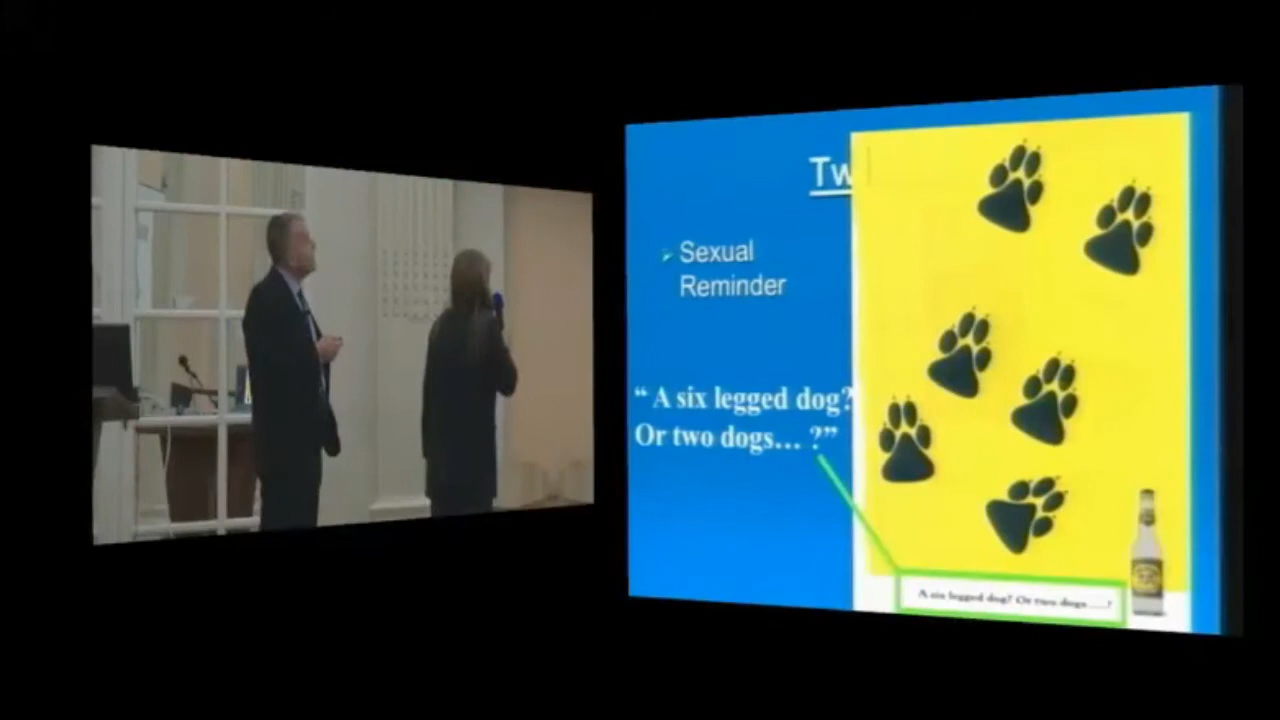 Tw
Sexual
Reminder
“ A six legged dog?
Or two dogs... ?”
A six legged dog? Or two dogs.....?